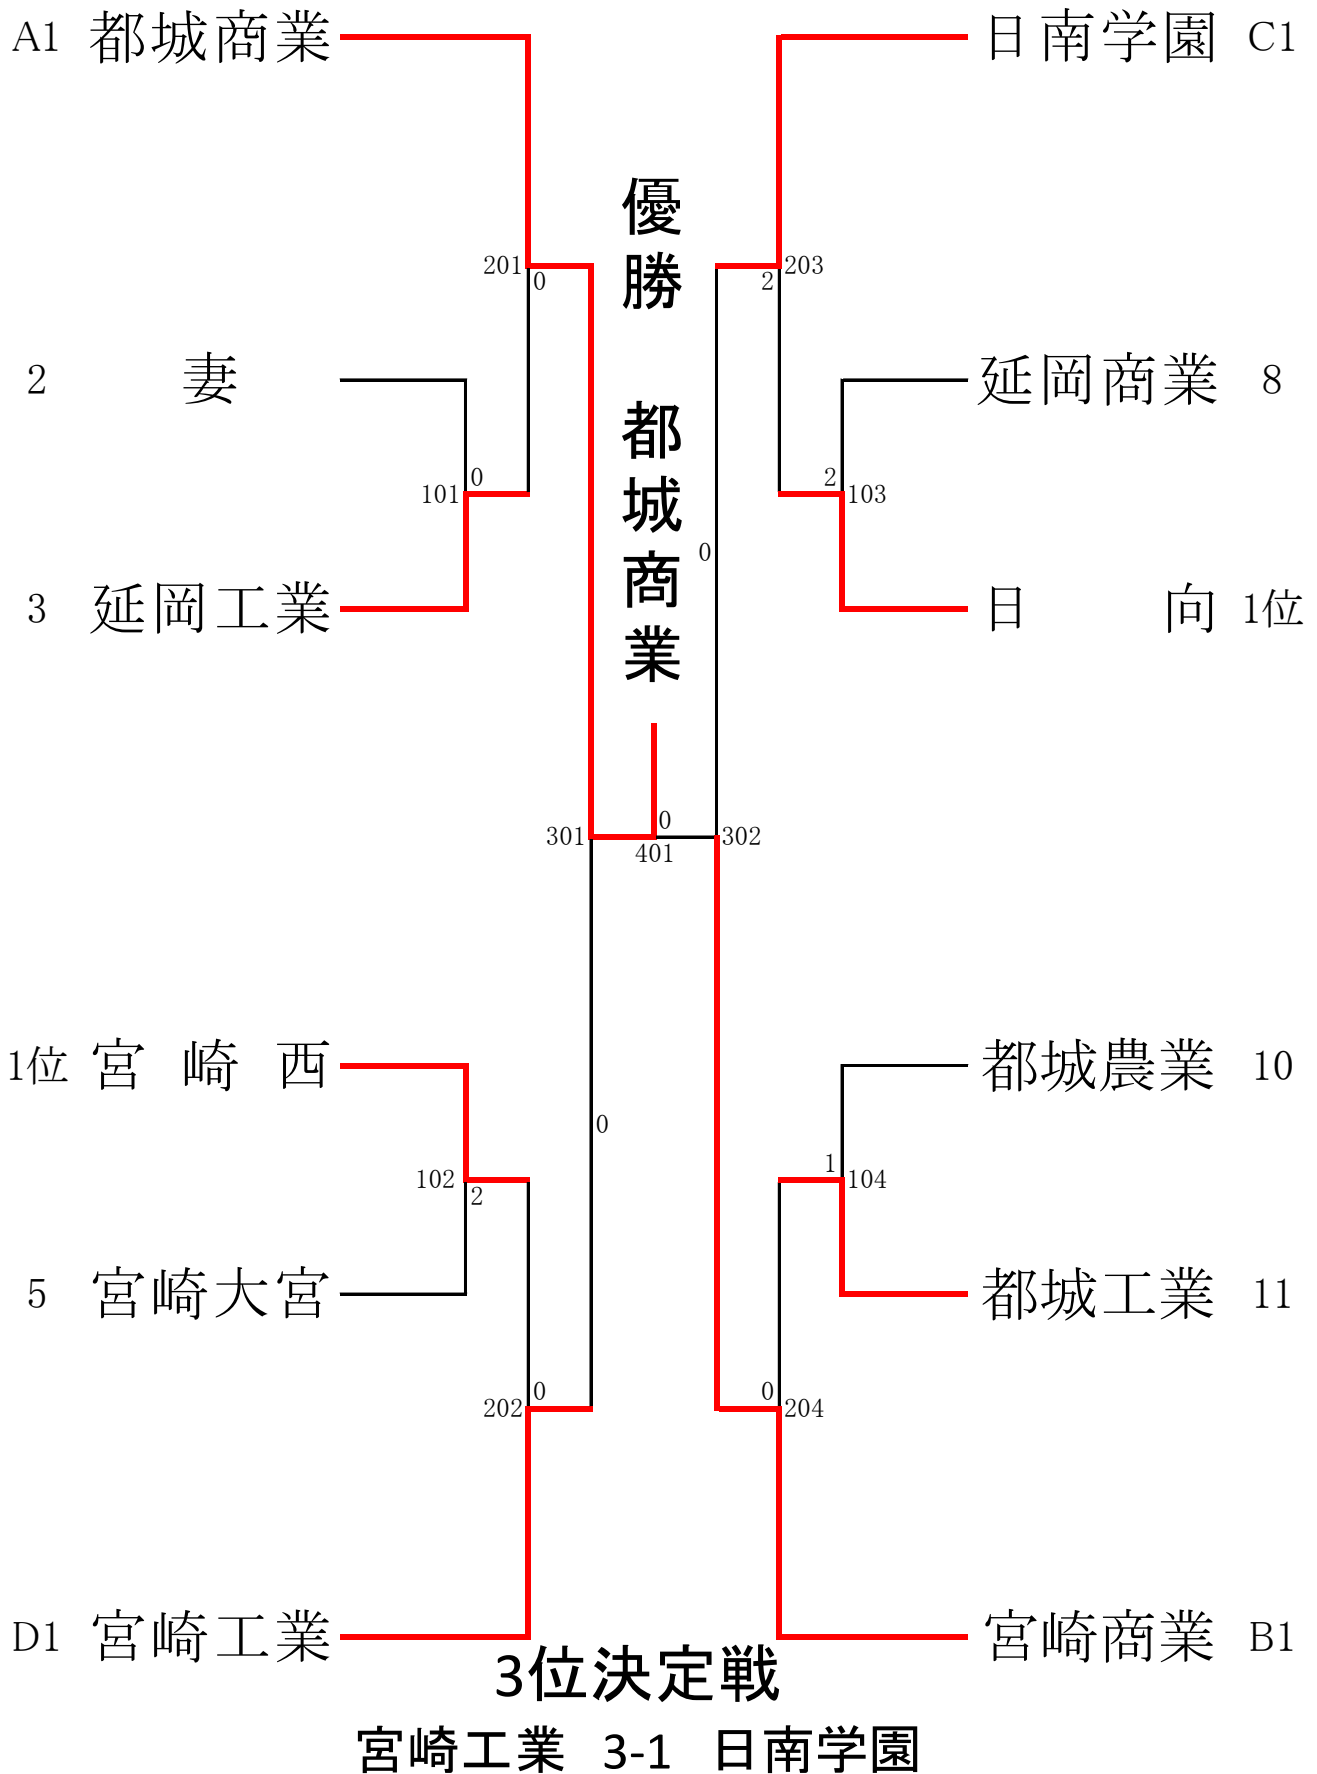 A1 都城商業
日南学園 C1
優勝 都城商業
201
0
203
2
2 妻
延岡商業 8
0
101
2
103
3 延岡工業
日 向 1位
0
301
0
401
302
1位 宮崎西
都城農業 10
0
102
2
1
104
5 宮崎大宮
都城工業 11
0
202
0
204
D1 宮崎工業
宮崎商業 B1
3位決定戦
宮崎工業 3-1 日南学園